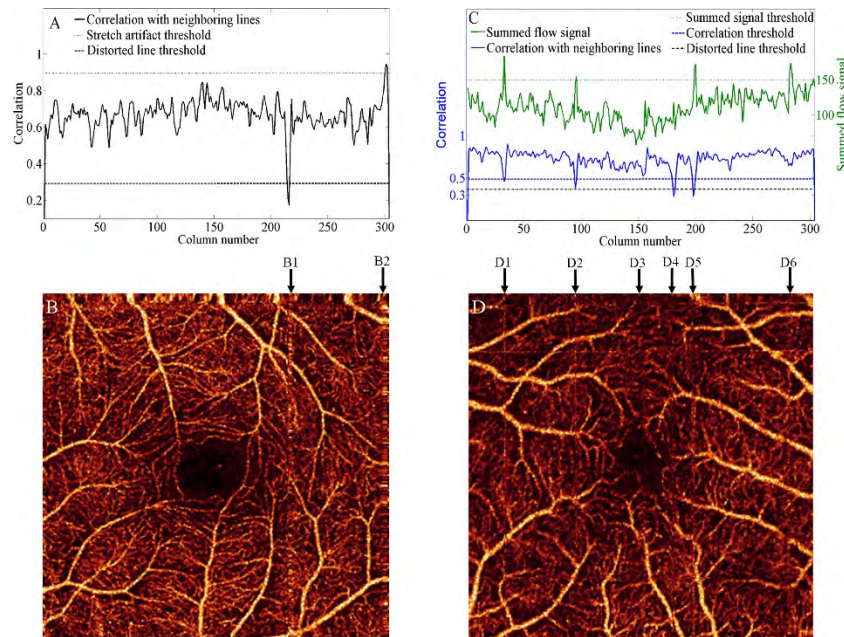 A
Correlation with neighboring lines
Stretch artifact threshold
Distorted line threshold
Correlation
1
0.8
0.6
0.4
0.2
0 50 100 150 200 250 300
Column number
C
Summed signal threshold
Summed flow signal
Correlation threshold
Correlation with neighboring lines
Distorted line threshold
Correlation
1
0.5
0.3
150
100
Summed flow signal
0 50 100 150 200 250 300
Column number
B1 B2
B
D1 D2 D3 D4 D5 D6
D